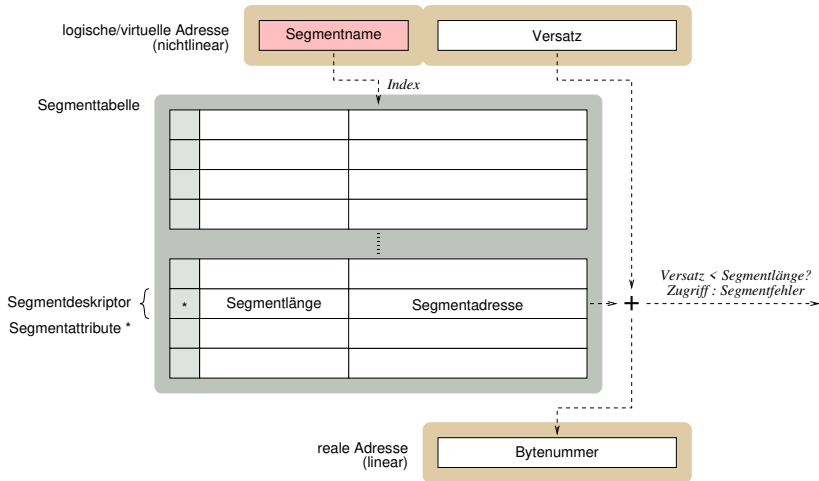 logische/virtuelle Adresse
(nichtlinear)
Segmentname
Versatz
Index
Segmenttabelle
Segmentdeskriptor
Segmentattribute *
*
Segmentlänge
Segmentadresse
+
Versatz < Segmentlänge?
Zugriff : Segmentfehler
reale Adresse
(linear)
Bytenummer